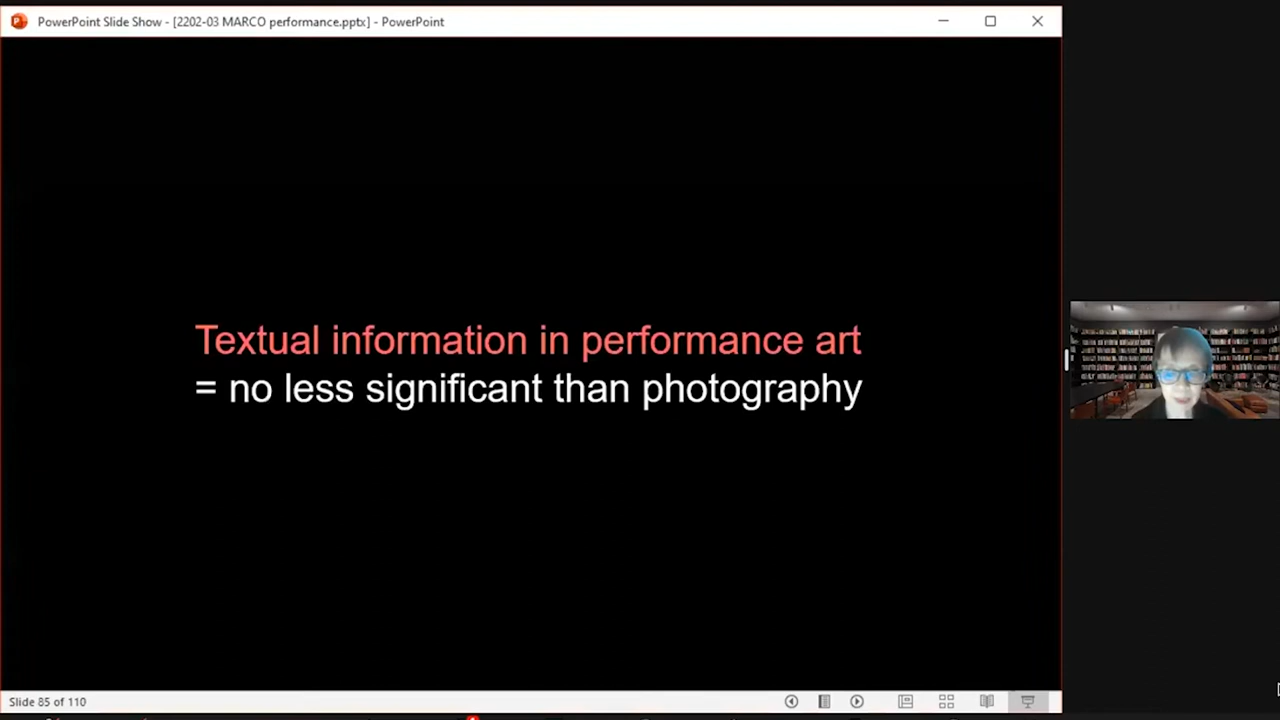 PowerPoint Slide Show - [2202-03 MARCO performance.pptx] - PowerPoint
Textual information in performance art
= no less significant than photography
Slide 85 of 110